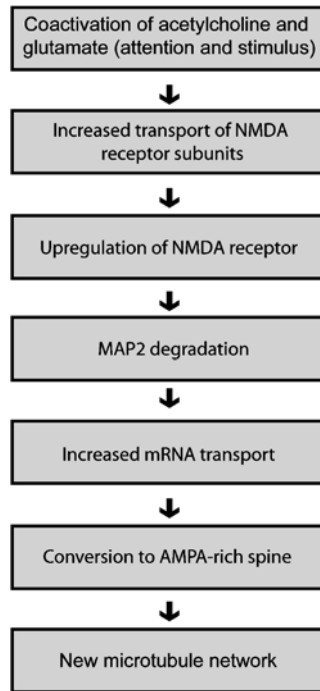 Coactivation of acetylcholine and
glutamate (attention and stimulus)
Increased transport of NMDA
receptor subunits
Upregulation of NMDA receptor
MAP2 degradation
Increased mRNA transport
Conversion to AMPA-rich spine
New microtubule network